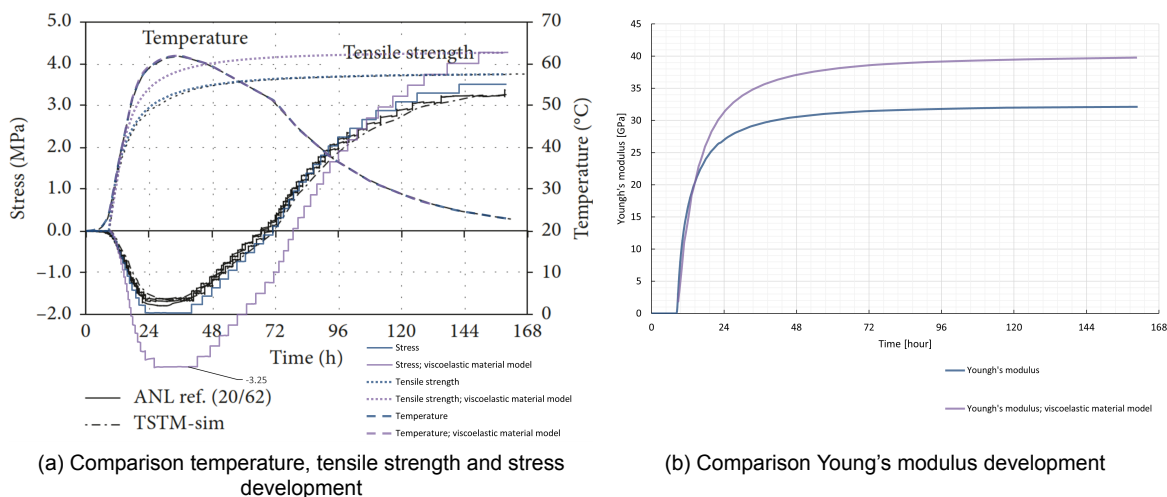 5.0
4.0
3.0
2.0
1.0
0.0
−1.0
−2.0
Stress (MPa)
70
60
50
40
30
20
10
0
Temperature (°C)
Temperature
Tensile strength
0
24
48
72
96
120
144
168
Time (h)
-3.25
ANL ref. (20/62)
TSTM-sim
Stress
Stress; viscoelastic material model
Tensile strength
Tensile strength; viscoelastic material model
Temperature
Temperature; viscoelastic material model
(a) Comparison temperature, tensile strength and stress
development
45
40
35
30
25
20
15
10
5
0
Youngh's modulus [GPa]
0
24
48
72
96
120
144
168
Time [hour]
Youngh's modulus
Youngh's modulus; viscoelastic material model
(b) Comparison Young's modulus development